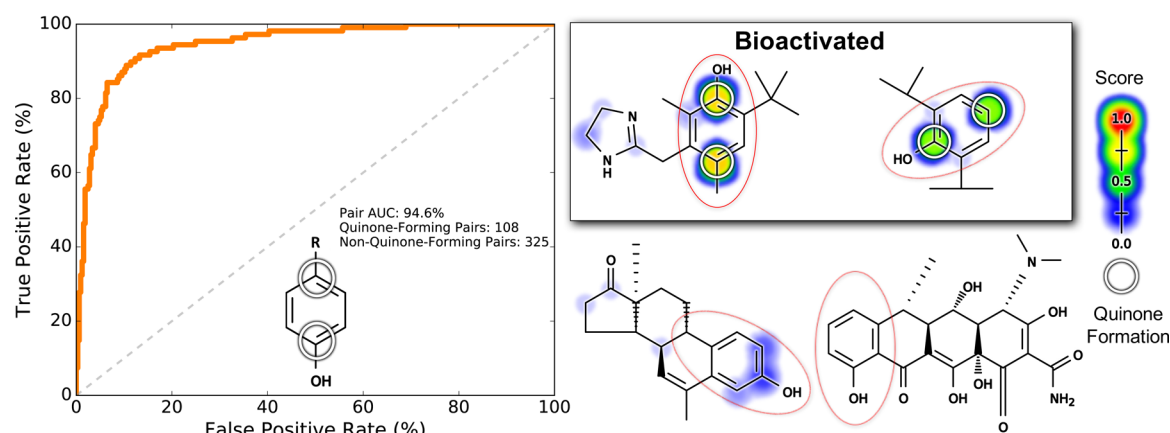 100
80
60
40
20
0
True Positive Rate (%)
0 20 40 60 80 100
False Positive Rate (%)
Pair AUC: 94.6%
Quinone-Forming Pairs: 108
Non-Quinone-Forming Pairs: 325
R
OH
Bioactivated
OH
N
N
H
HO
Score
1.0
0.5
0.0
Quinone
Formation
O
OH
N
OH
OH
O
OH
O
OH
OH
O
NH2
O